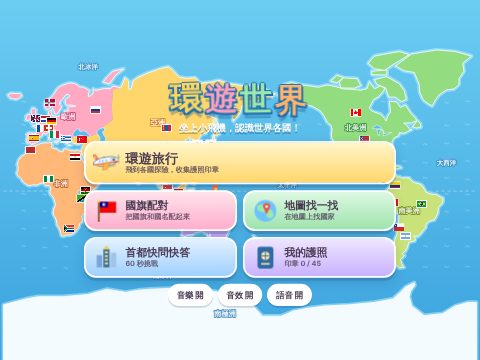 北冰洋
環遊世界
坐上小飛機，認識世界各國！
歐洲
亞洲
北美洲
大西洋
環遊旅行
飛到各國探險，收集護照印章
非洲
南美洲
國旗配對
把國旗和國名配起來
地圖找一找
在地圖上找國家
首都快問快答
60 秒挑戰
我的護照
印章 0 / 45
音樂 開
音效 開
語音 開
南極洲